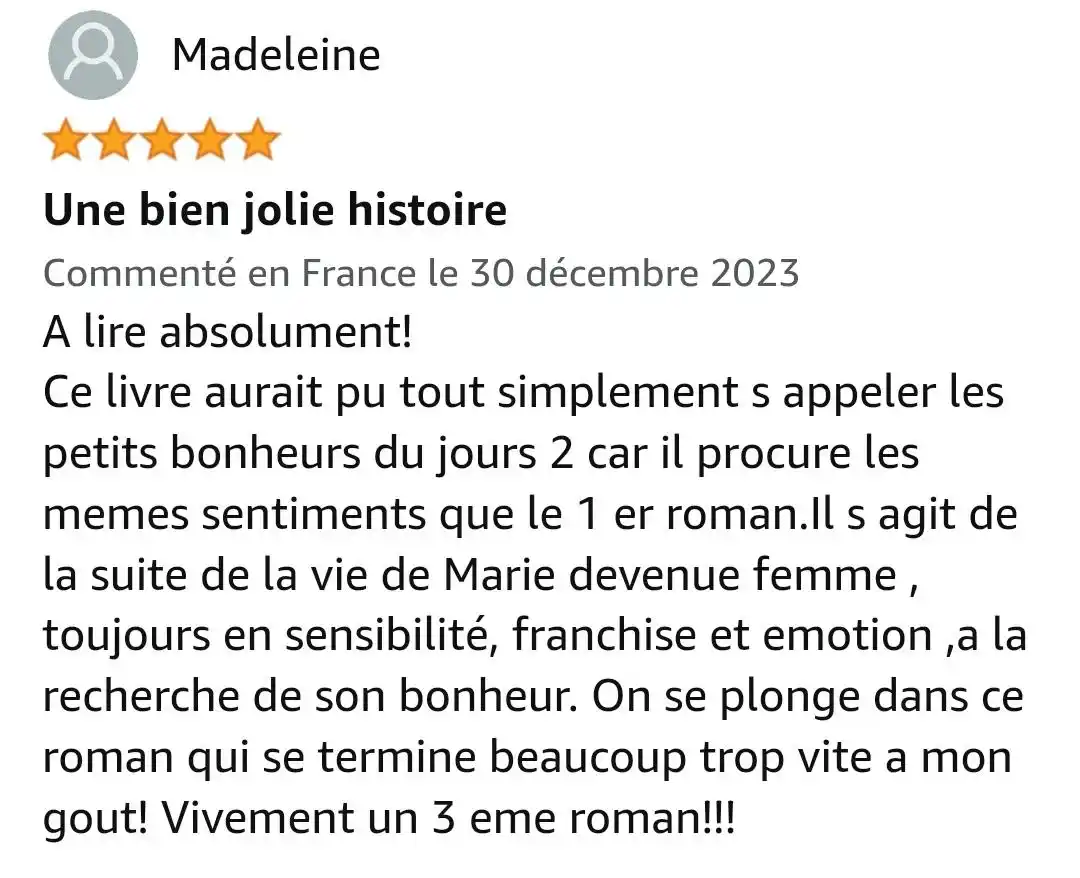 Madeleine
Une bien jolie histoire
Commenté en France le 30 décembre 2023
A lire absolument!
Ce livre aurait pu tout simplement s appeler les
petits bonheurs du jours 2 car il procure les
memes sentiments que le 1 er roman.Il s agit de
la suite de la vie de Marie devenue femme ,
toujours en sensibilité, franchise et emotion ,a la
recherche de son bonheur. On se plonge dans ce
roman qui se termine beaucoup trop vite a mon
gout! Vivement un 3 eme roman!!!